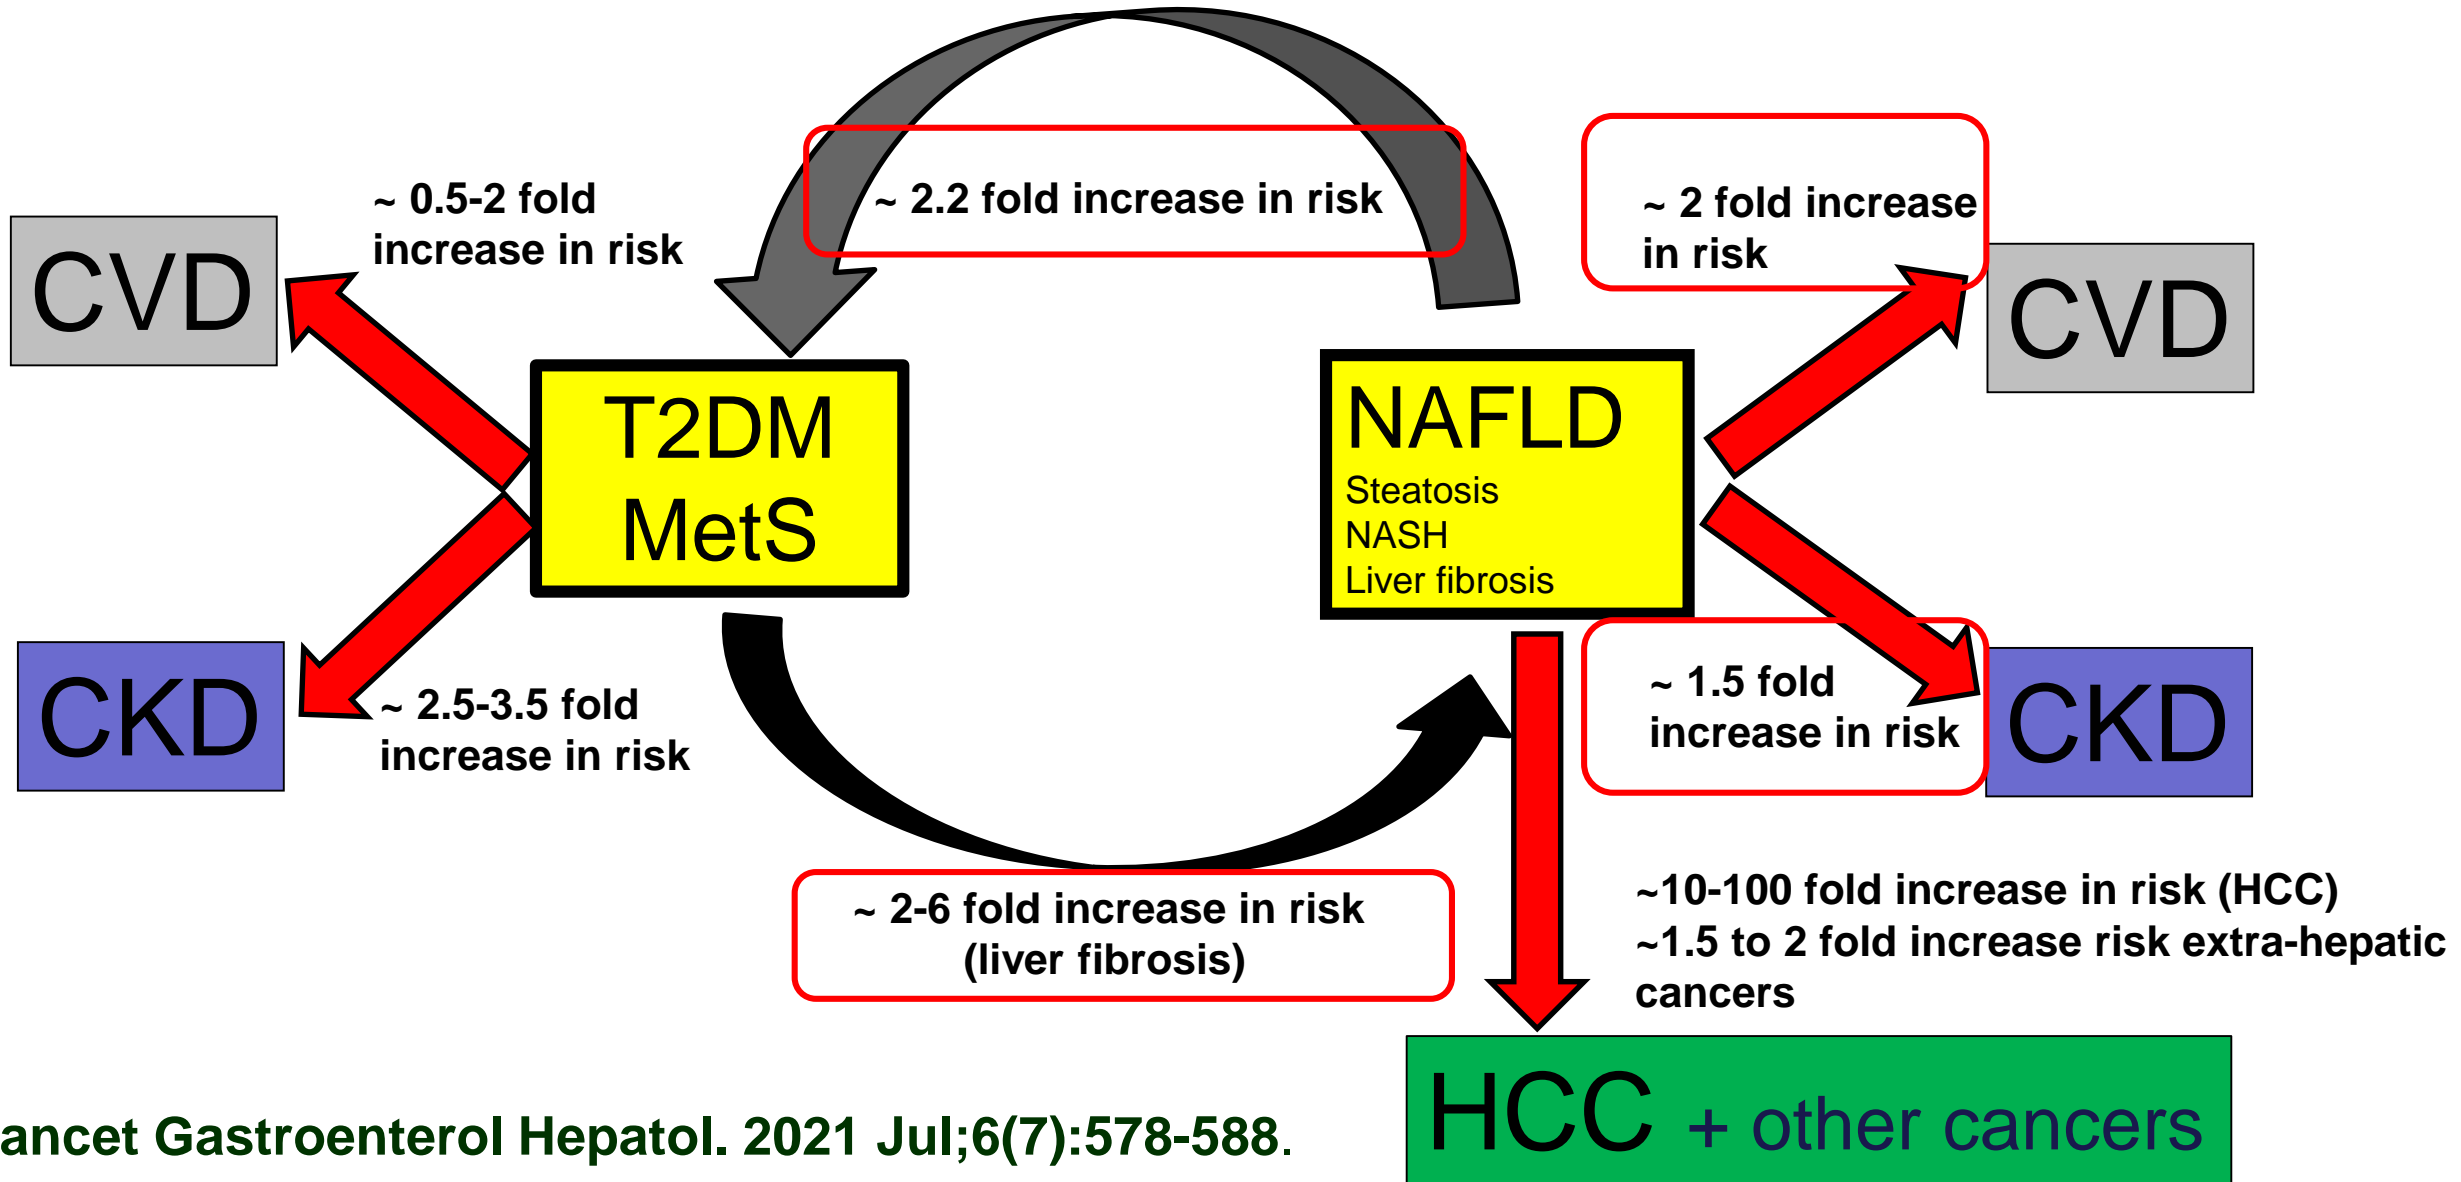 ~ 0.5-2 fold
increase in risk
~ 2.2 fold increase in risk
~ 2 fold increase
in risk
CVD
CVD
T2DM
MetS
NAFLD
Steatosis
NASH
Liver fibrosis
CKD
~ 2.5-3.5 fold
increase in risk
~ 1.5 fold
increase in risk
CKD
~ 2-6 fold increase in risk
(liver fibrosis)
~10-100 fold increase in risk (HCC)
~1.5 to 2 fold increase risk extra-hepatic
cancers
HCC + other cancers
ancet Gastroenterol Hepatol. 2021 Jul;6(7):578-588.